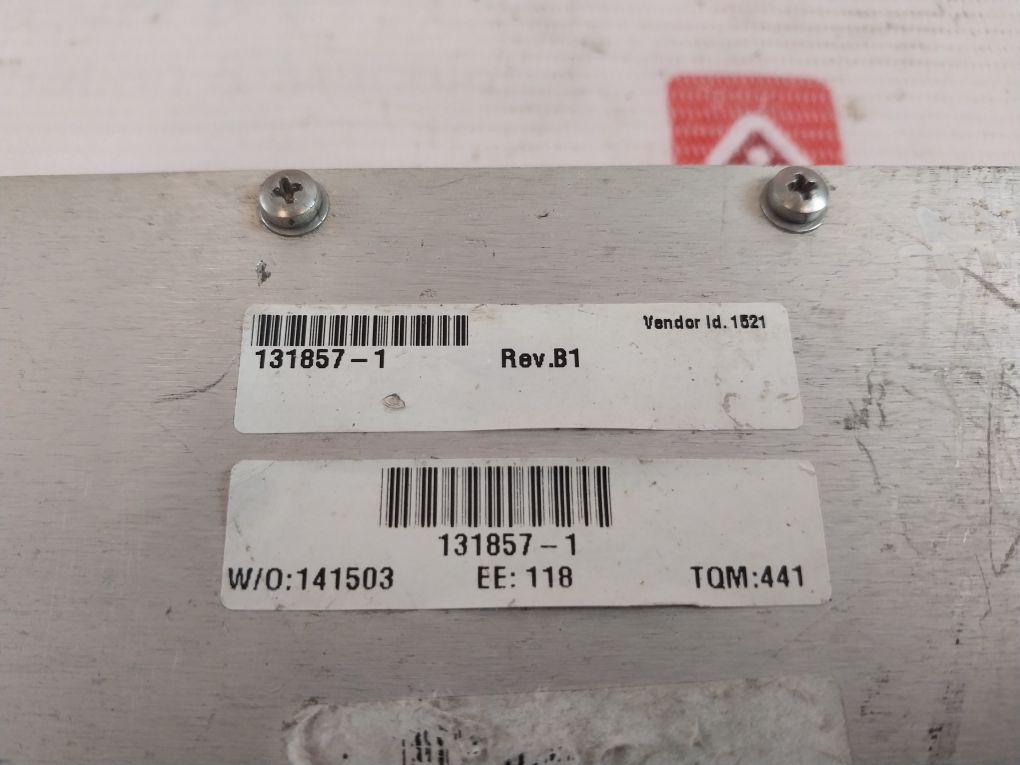 Vendor Id. 1521
131857-1 Rev.B1
131857-1
W/O:141503 EE: 118 TQM:441